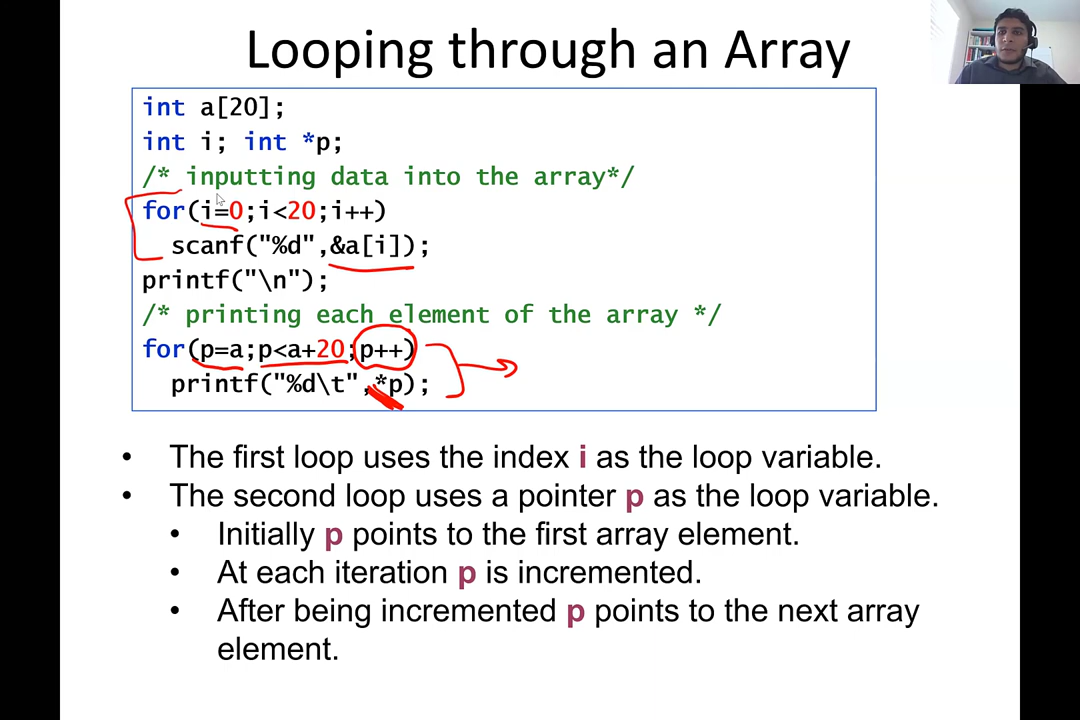 Looping through an Array
int a[20];
int i; int *p;
/* inputting data into the array*/
for(i=0;i<20;i++)
scanf("%d",&a[i]);
printf("\n");
/* printing each element of the array */
for(p=a;p<a+20;p++)
printf("%d\t",*p);
• The first loop uses the index i as the loop variable.
• The second loop uses a pointer p as the loop variable.
• Initially p points to the first array element.
• At each iteration p is incremented.
• After being incremented p points to the next array
element.